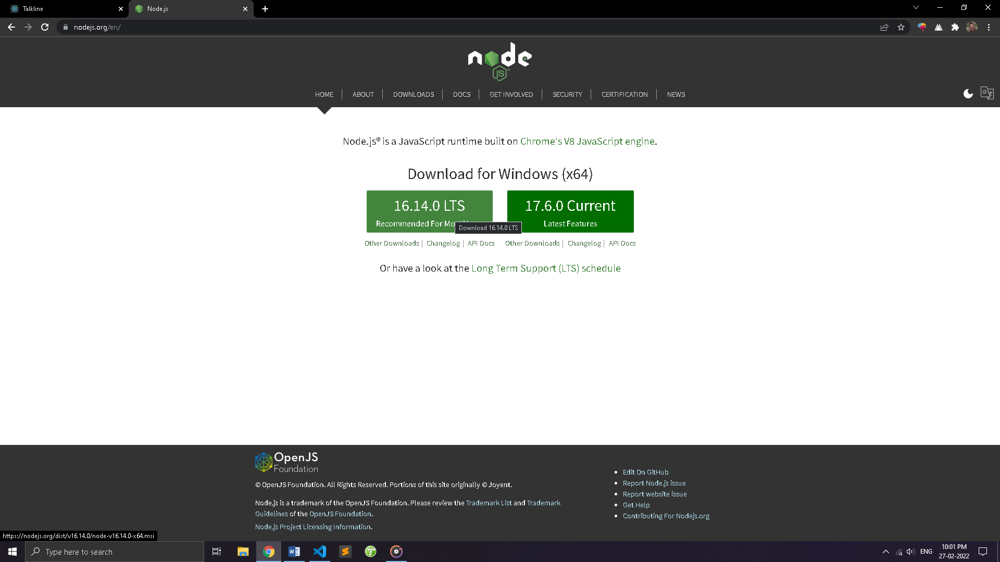 Talkline
Node.js
nodejs.org/en/
node
JS
HOME
ABOUT
DOWNLOADS
DOCS
GET INVOLVED
SECURITY
CERTIFICATION
NEWS
Node.js® is a JavaScript runtime built on Chrome's V8 JavaScript engine.
Download for Windows (x64)
16.14.0 LTS
Recommended For Mo
Download 16.14.0 LTS
17.6.0 Current
Latest Features
Other Downloads | Changelog | API Docs
Other Downloads | Changelog | API Docs
Or have a look at the Long Term Support (LTS) schedule
OpenJS
Foundation
© OpenJS Foundation. All Rights Reserved. Portions of this site originally © Joyent.
Node.js is a trademark of the OpenJS Foundation. Please review the Trademark List and Trademark
Guidelines of the OpenJS Foundation.
Node.js Project Licensing Information.
Edit On GitHub
Report Node.js issue
Report website issue
Get Help
Contributing For Nodejs.org
https://nodejs.org/dist/v16.14.0/node-v16.14.0-x64.msi
Type here to search
ENG
10:01 PM
27-02-2022